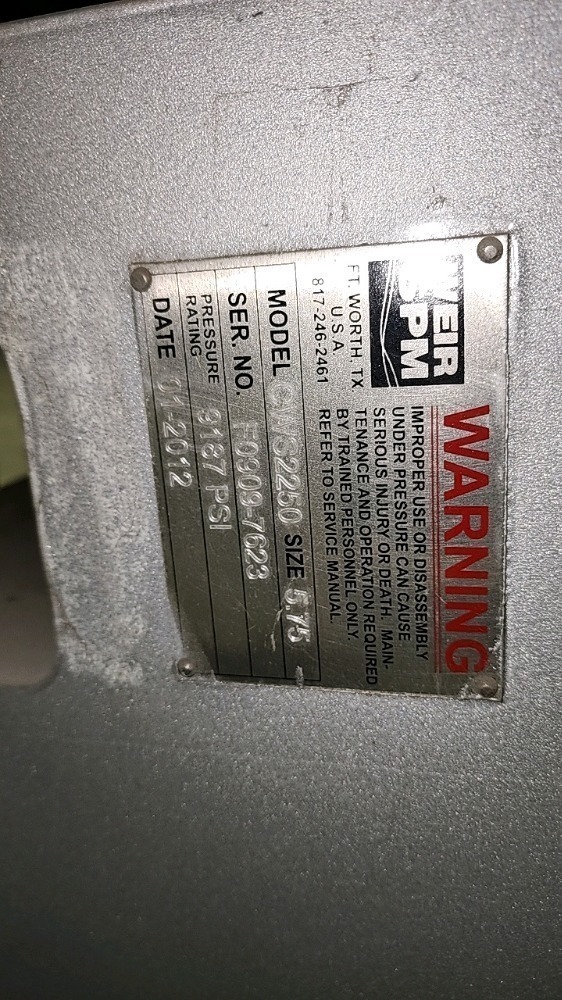 WEIR
SPM
FT. WORTH, TX
U.S.A.
817-246-2461
WARNING
IMPROPER USE OR DISASSEMBLY
UNDER PRESSURE CAN CAUSE
SERIOUS INJURY OR DEATH. MAIN-
TENANCE AND OPERATION REQUIRED
BY TRAINED PERSONNEL ONLY.
REFER TO SERVICE MANUAL.
MODEL QWS2250 SIZE 5.75
SER. NO. F0909-7623
PRESSURE RATING 9187 PSI
DATE 01-2012